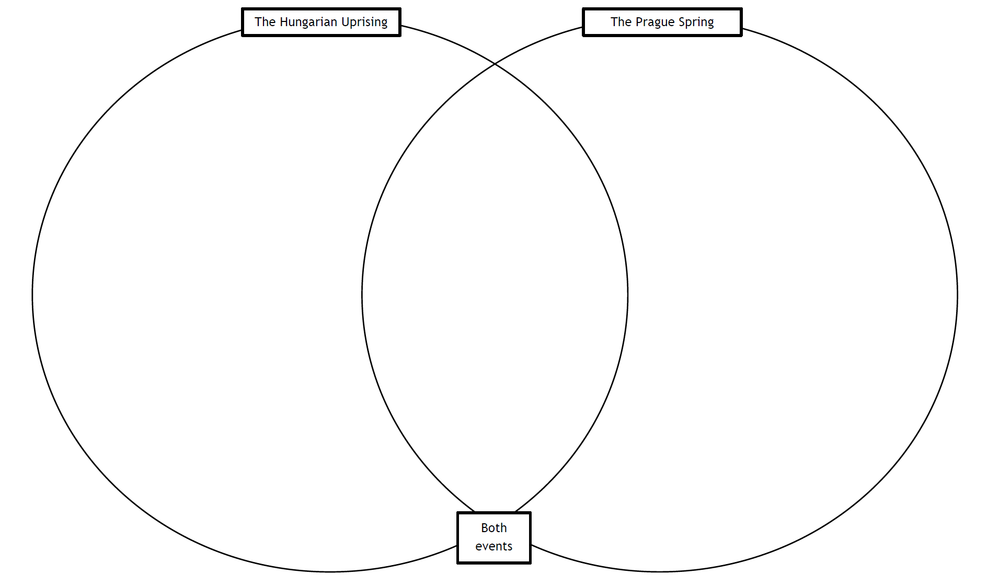 The Hungarian Uprising
The Prague Spring
Both
events